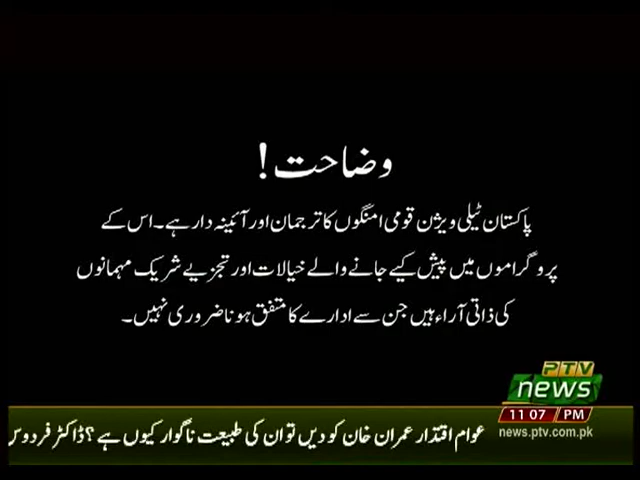 وضاحت!
پاکستان ٹیلی ویژن قومی امنگوں کا ترجمان اور آئینہ دار ہے۔ اس کے
پروگراموں میں پیش کیے جانے والے خیالات اور تجزیے شریک مہمانوں
کی ذاتی آراء ہیں جن سے ادارے کا متفق ہونا ضروری نہیں۔
PTV
news
11 07 PM
news.ptv.com.pk
عوام اقتدار عمران خان کو دیں تو ان کی طبیعت ناگوار کیوں ہے ؟ ڈاکٹر فردوس